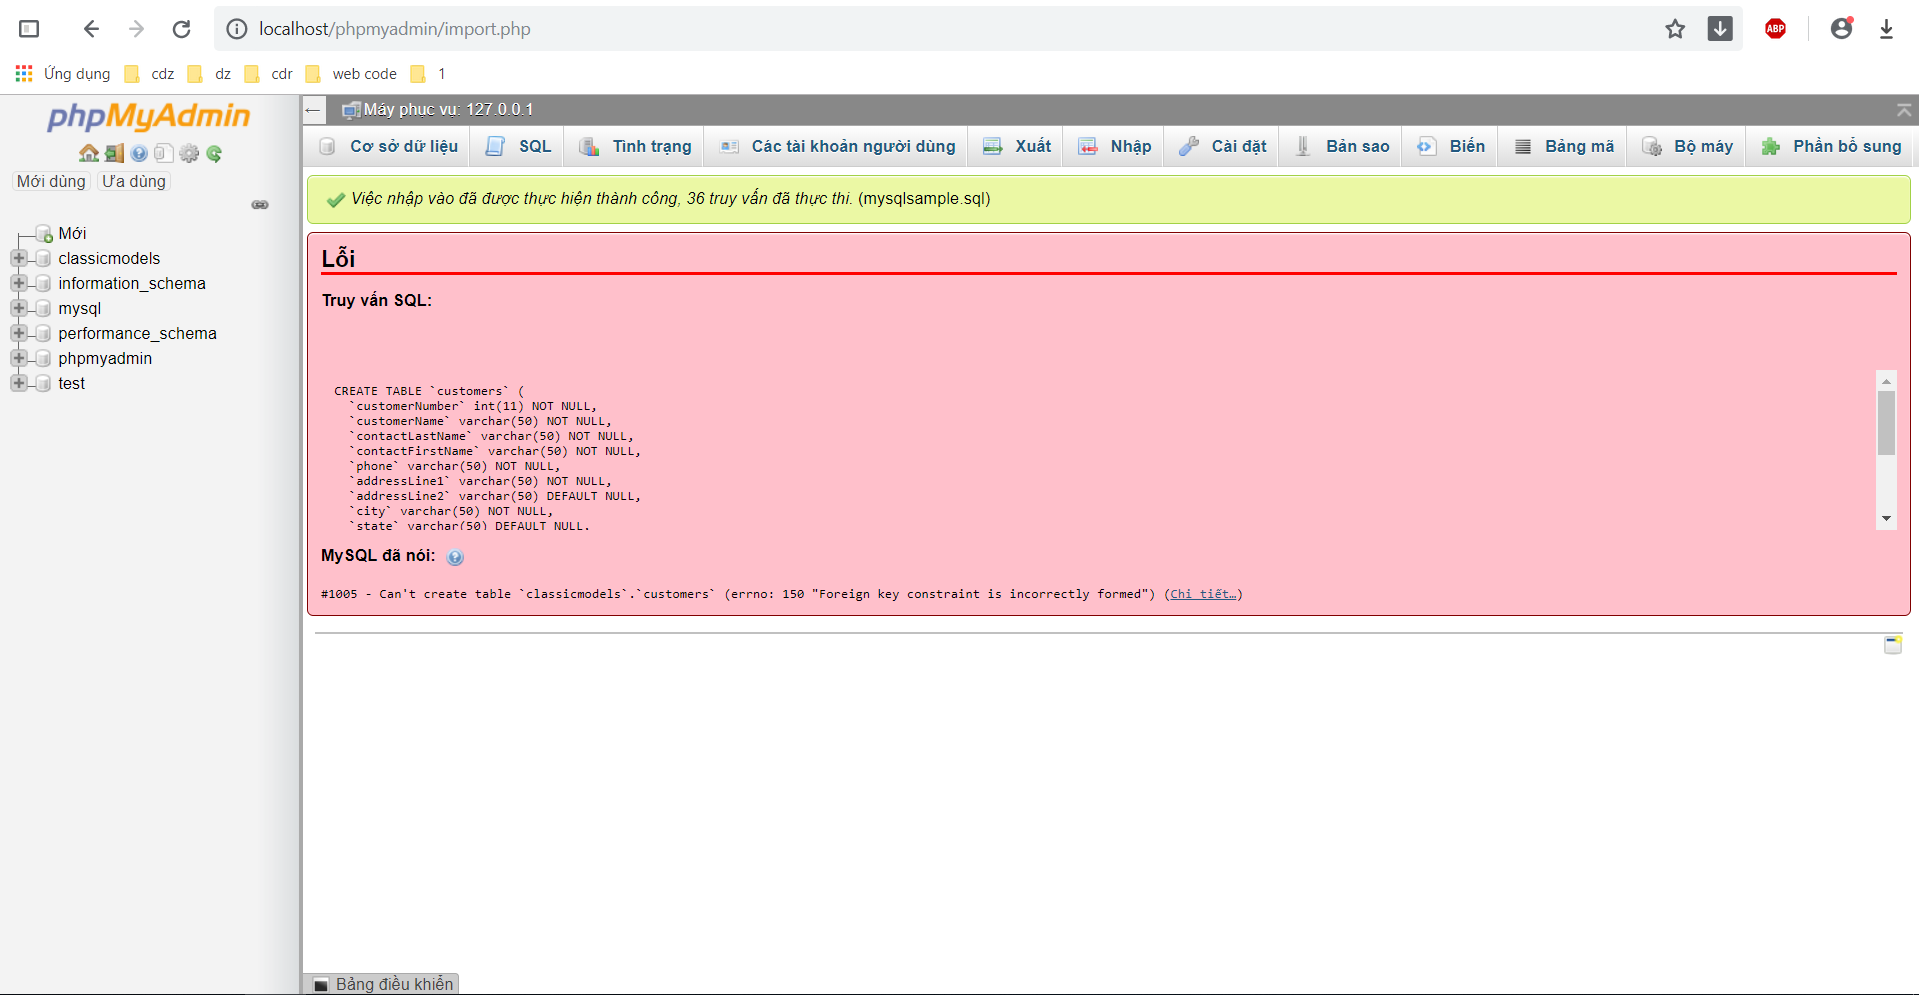 localhost/phpmyadmin/import.php
ABP
Ứng dụng cdz dz cdr web code 1
phpMyAdmin
Mới dùng Ưa dùng
Mới
classicmodels
information_schema
mysql
performance_schema
phpmyadmin
test
Máy phục vụ: 127.0.0.1
Cơ sở dữ liệu SQL Tình trạng Các tài khoản người dùng Xuất Nhập Cài đặt Bản sao Biến Bảng mã Bộ máy Phần bổ sung
Việc nhập vào đã được thực hiện thành công, 36 truy vấn đã thực thi. (mysqlsample.sql)
Lỗi
Truy vấn SQL:
CREATE TABLE `customers` (
`customerNumber` int(11) NOT NULL,
`customerName` varchar(50) NOT NULL,
`contactLastName` varchar(50) NOT NULL,
`contactFirstName` varchar(50) NOT NULL,
`phone` varchar(50) NOT NULL,
`addressLine1` varchar(50) NOT NULL,
`addressLine2` varchar(50) DEFAULT NULL,
`city` varchar(50) NOT NULL,
`state` varchar(50) DEFAULT NULL,
MySQL đã nói:
#1005 - Can't create table `classicmodels`.`customers` (errno: 150 "Foreign key constraint is incorrectly formed") (Chi tiết…)
Bảng điều khiển